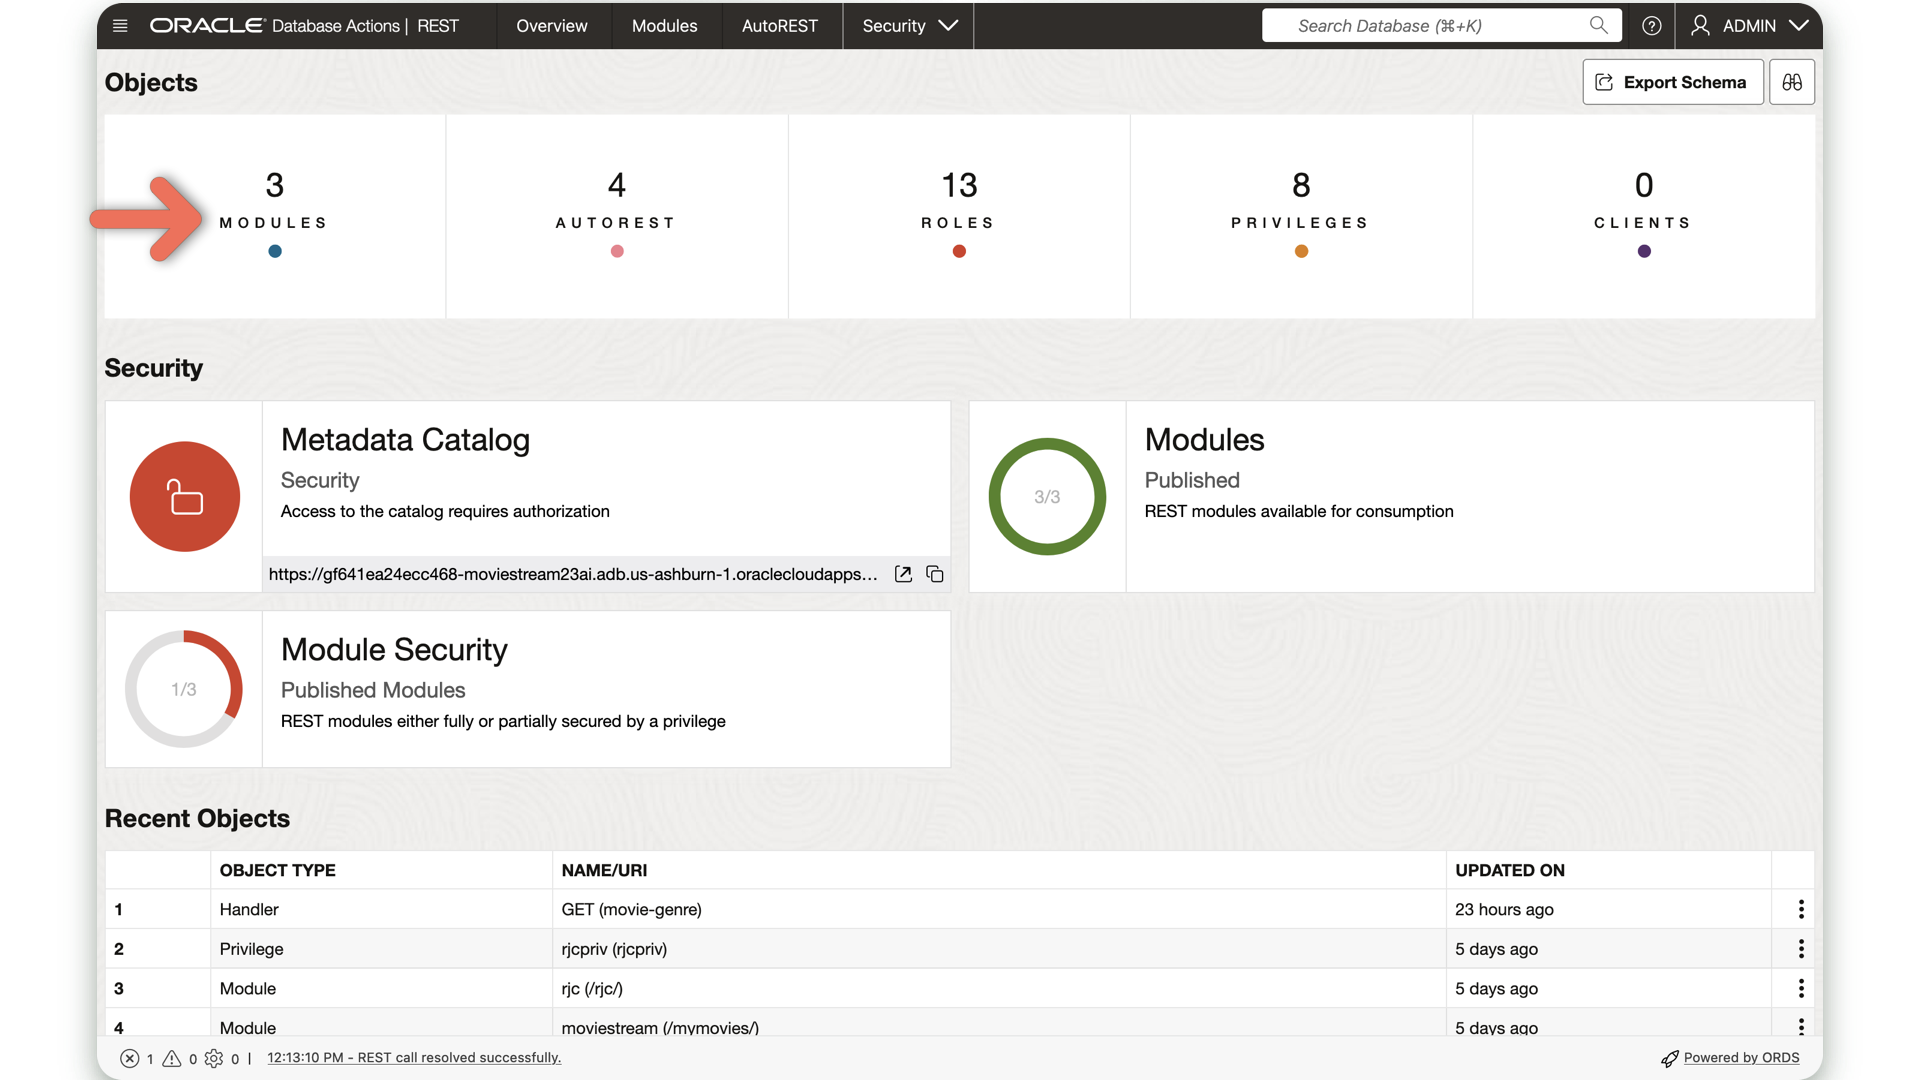 ORACLE Database Actions | REST
Overview
Modules
AutoREST
Security
Search Database (⌘+K)
ADMIN
Objects
Export Schema
3
MODULES
4
AUTOREST
13
ROLES
8
PRIVILEGES
0
CLIENTS
Security
Metadata Catalog
Security
Access to the catalog requires authorization
https://gf641ea24ecc468-moviestream23ai.adb.us-ashburn-1.oraclecloudapps...
3/3
Modules
Published
REST modules available for consumption
1/3
Module Security
Published Modules
REST modules either fully or partially secured by a privilege
Recent Objects
OBJECT TYPE NAME/URI UPDATED ON
1 Handler GET (movie-genre) 23 hours ago
2 Privilege rjcpriv (rjcpriv) 5 days ago
3 Module rjc (/rjc/) 5 days ago
4 Module moviestream (/mymovies/) 5 days ago
1 0 0 | 12:13:10 PM - REST call resolved successfully.
Powered by ORDS